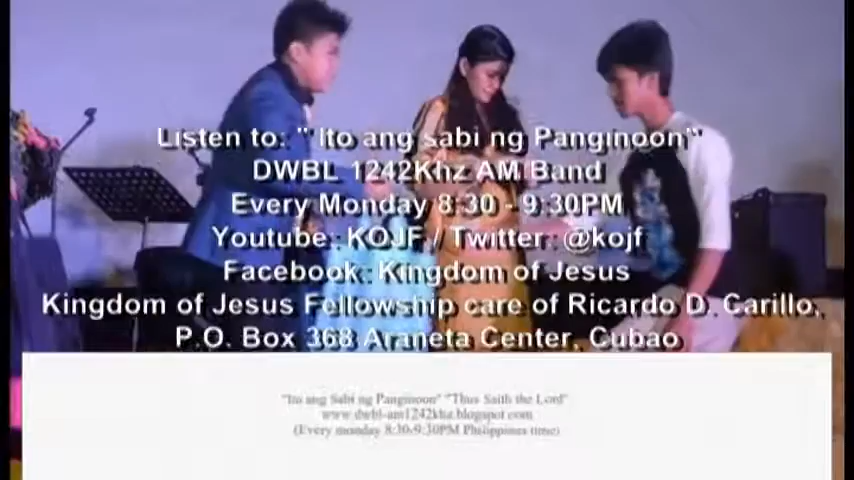 Listen to: " Ito ang sabi ng Panginoon"
DWBL 1242Khz AM Band
Every Monday 8:30 - 9:30PM
Youtube: KOJF / Twitter: @kojf
Facebook: Kingdom of Jesus
Kingdom of Jesus Fellowship care of Ricardo D. Carillo,
P.O. Box 368 Araneta Center, Cubao
"Ito ang Sabi ng Panginoon" "Thus Saith the Lord"
www.dwbl-am1242khz.blogspot.com
(Every monday 8:30-9:30PM Philippines time)